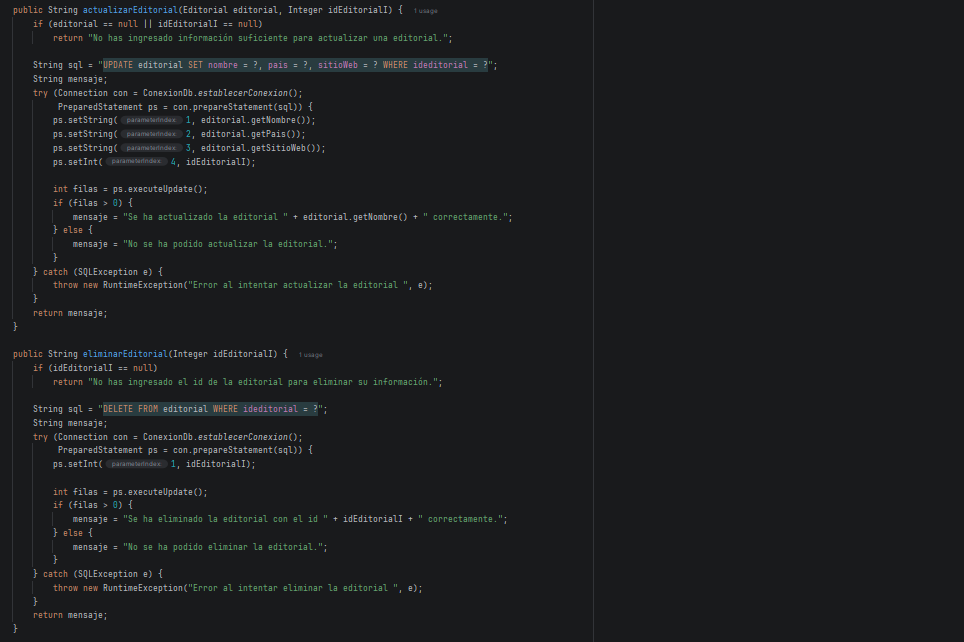 public String actualizarEditorial(Editorial editorial, Integer idEditorialI) { 1 usage
if (editorial == null || idEditorialI == null)
return "No has ingresado información suficiente para actualizar una editorial.";
String sql = "UPDATE editorial SET nombre = ?, pais = ?, sitioWeb = ? WHERE ideditorial = ?";
String mensaje;
try (Connection con = ConexionDb.establecerConexion();
PreparedStatement ps = con.prepareStatement(sql)) {
ps.setString( parameterIndex: 1, editorial.getNombre());
ps.setString( parameterIndex: 2, editorial.getPais());
ps.setString( parameterIndex: 3, editorial.getSitioWeb());
ps.setInt( parameterIndex: 4, idEditorialI);
int filas = ps.executeUpdate();
if (filas > 0) {
mensaje = "Se ha actualizado la editorial " + editorial.getNombre() + " correctamente.";
} else {
mensaje = "No se ha podido actualizar la editorial.";
}
} catch (SQLException e) {
throw new RuntimeException("Error al intentar actualizar la editorial ", e);
}
return mensaje;
}
public String eliminarEditorial(Integer idEditorialI) { 1 usage
if (idEditorialI == null)
return "No has ingresado el id de la editorial para eliminar su información.";
String sql = "DELETE FROM editorial WHERE ideditorial = ?";
String mensaje;
try (Connection con = ConexionDb.establecerConexion();
PreparedStatement ps = con.prepareStatement(sql)) {
ps.setInt( parameterIndex: 1, idEditorialI);
int filas = ps.executeUpdate();
if (filas > 0) {
mensaje = "Se ha eliminado la editorial con el id " + idEditorialI + " correctamente.";
} else {
mensaje = "No se ha podido eliminar la editorial.";
}
} catch (SQLException e) {
throw new RuntimeException("Error al intentar eliminar la editorial ", e);
}
return mensaje;
}